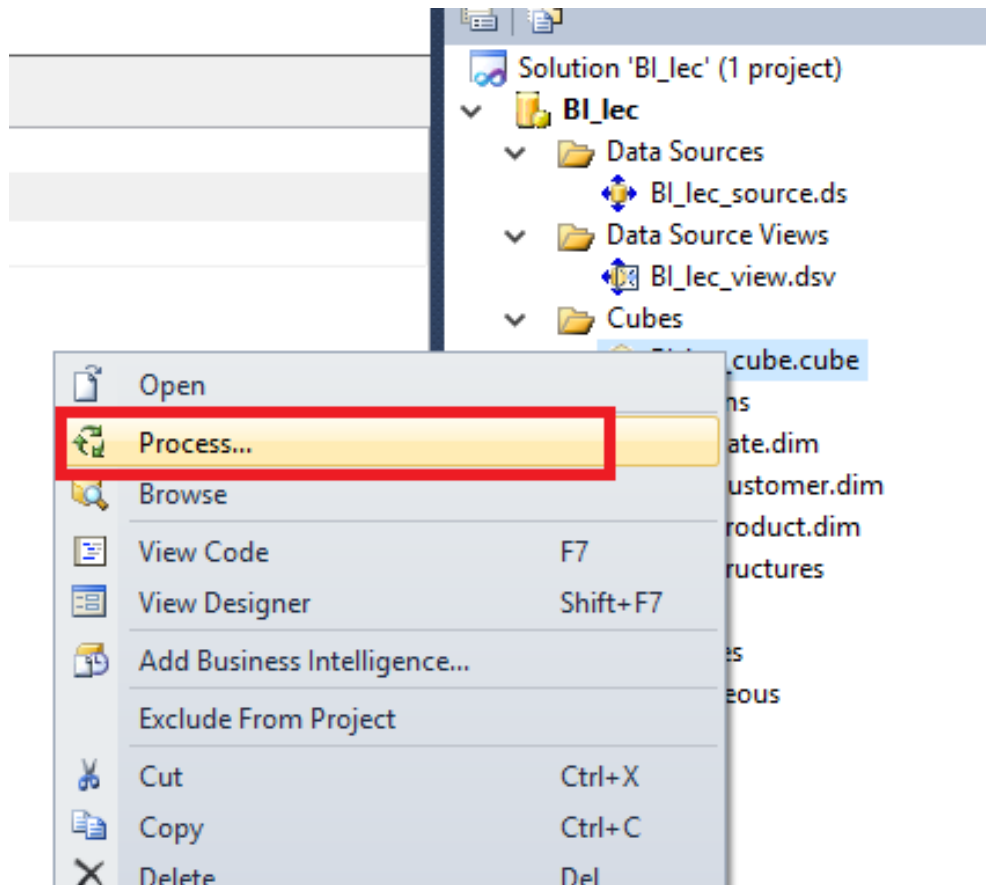 Solution 'BI_lec' (1 project)
BI_lec
Data Sources
BI_lec_source.ds
Data Source Views
BI_lec_view.dsv
Cubes
_cube.cube
ns
ate.dim
ustomer.dim
roduct.dim
ructures
es
eous
Open
Process...
Browse
View Code F7
View Designer Shift+F7
Add Business Intelligence...
Exclude From Project
Cut Ctrl+X
Copy Ctrl+C
Delete Del